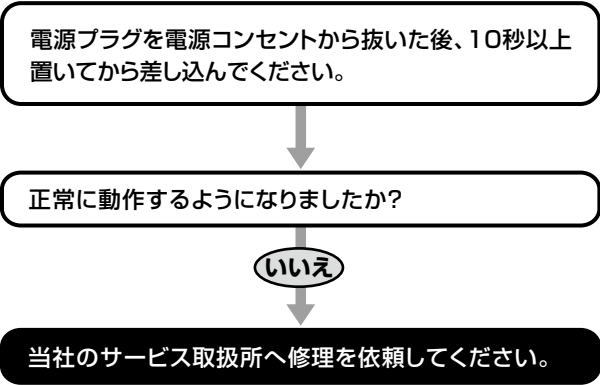 電源プラグを電源コンセントから抜いた後、10秒以上
置いてから差し込んでください。
正常に動作するようになりましたか？
いいえ
当社のサービス取扱所へ修理を依頼してください。